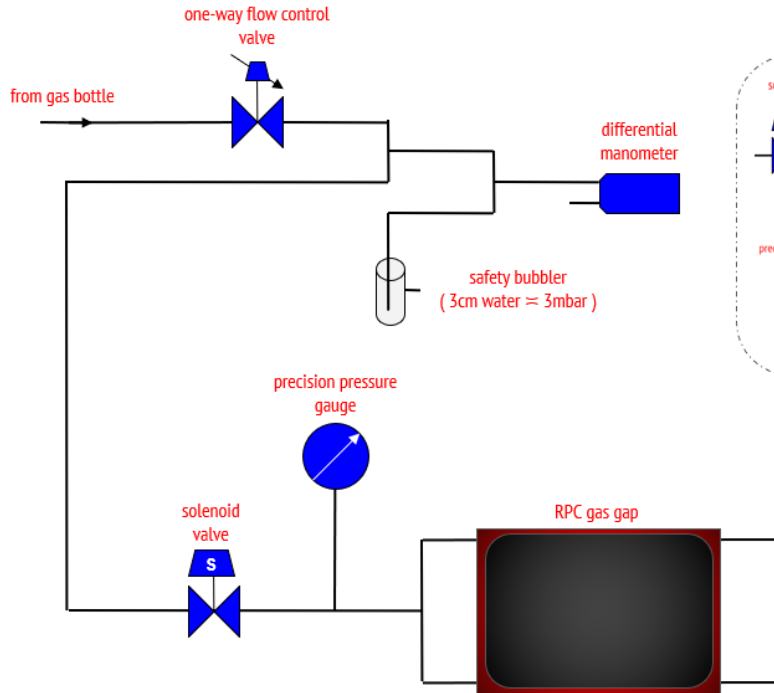 one-way flow control
valve
from gas bottle
differential
manometer
safety bubbler
( 3cm water ≍ 3mbar )
precision pressure
gauge
solenoid
valve
S
RPC gas gap